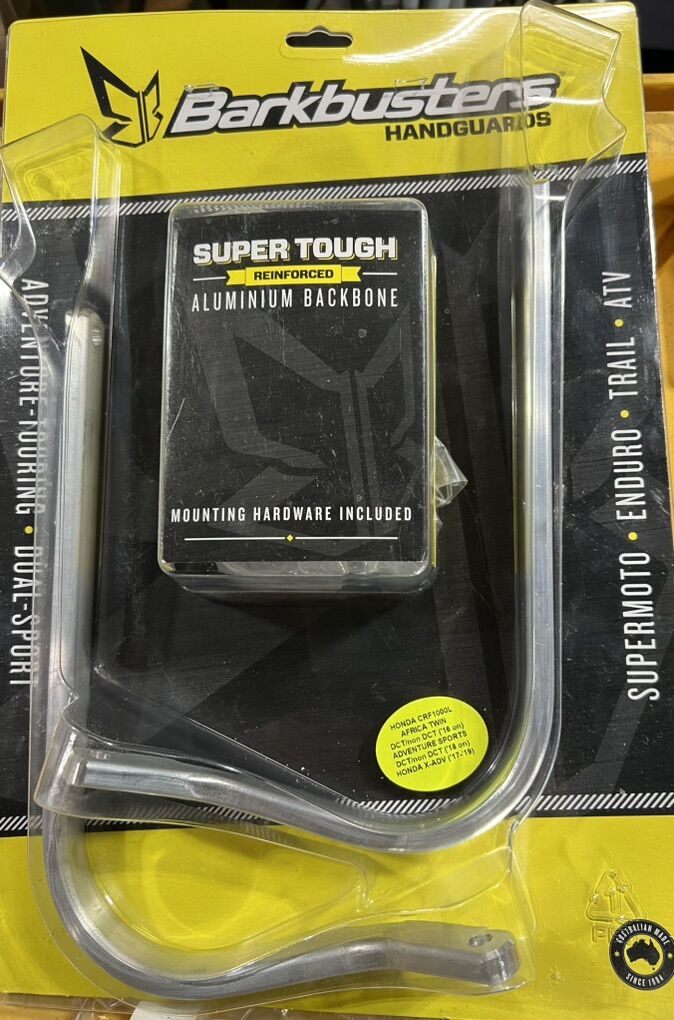 Barkbusters
HANDGUARDS
SUPER TOUGH
REINFORCED
ALUMINIUM BACKBONE
MOUNTING HARDWARE INCLUDED
ADVENTURE-TOURING • DUAL-SPORT
SUPERMOTO • ENDURO • TRAIL • ATV
HONDA CRF1000L
AFRICA TWIN
DCT/non DCT ('16 on)
ADVENTURE SPORTS
DCT/non DCT ('18 on)
HONDA X-ADV ('17-'19)
AUSTRALIAN MADE
SINCE 1984